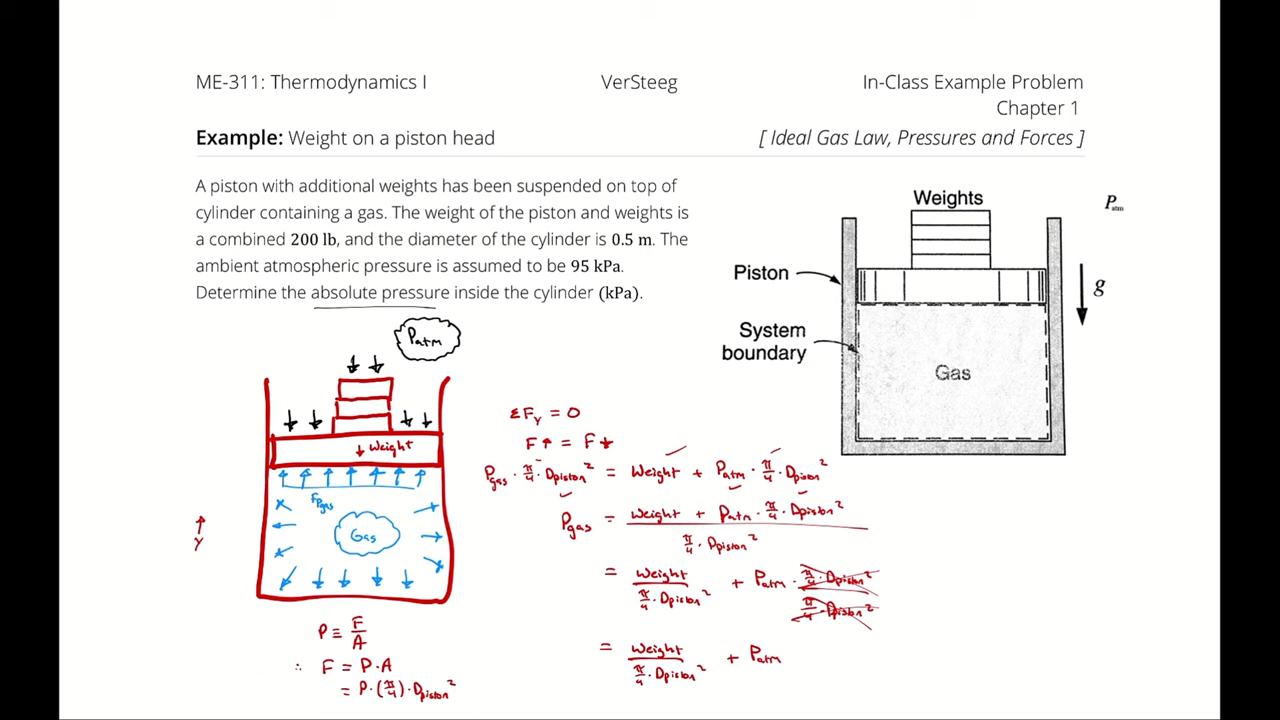 ME-311: Thermodynamics I VerSteeg In-Class Example Problem
Chapter 1
Example: Weight on a piston head [ Ideal Gas Law, Pressures and Forces ]
A piston with additional weights has been suspended on top of
cylinder containing a gas. The weight of the piston and weights is
a combined 200 lb, and the diameter of the cylinder is 0.5 m. The
ambient atmospheric pressure is assumed to be 95 kPa.
Determine the absolute pressure inside the cylinder (kPa).
Weights
P_atm
Piston
g
System
boundary
Gas
Patm
↓ Weight
F_Pgas
Gas
↑
Y
P ≡ F/A
∴ F = P·A
= P·(π/4)·Dpiston²
ΣF_Y = 0
F↑ = F↓
Pgas · π/4 · Dpiston² = Weight + Patm · π/4 · Dpiston²
Pgas = (Weight + Patm · π/4 · Dpiston²) / (π/4 · Dpiston²)
= Weight / (π/4 · Dpiston²) + Patm · (π/4 · Dpiston²) / (π/4 · Dpiston²)
= Weight / (π/4 · Dpiston²) + Patm